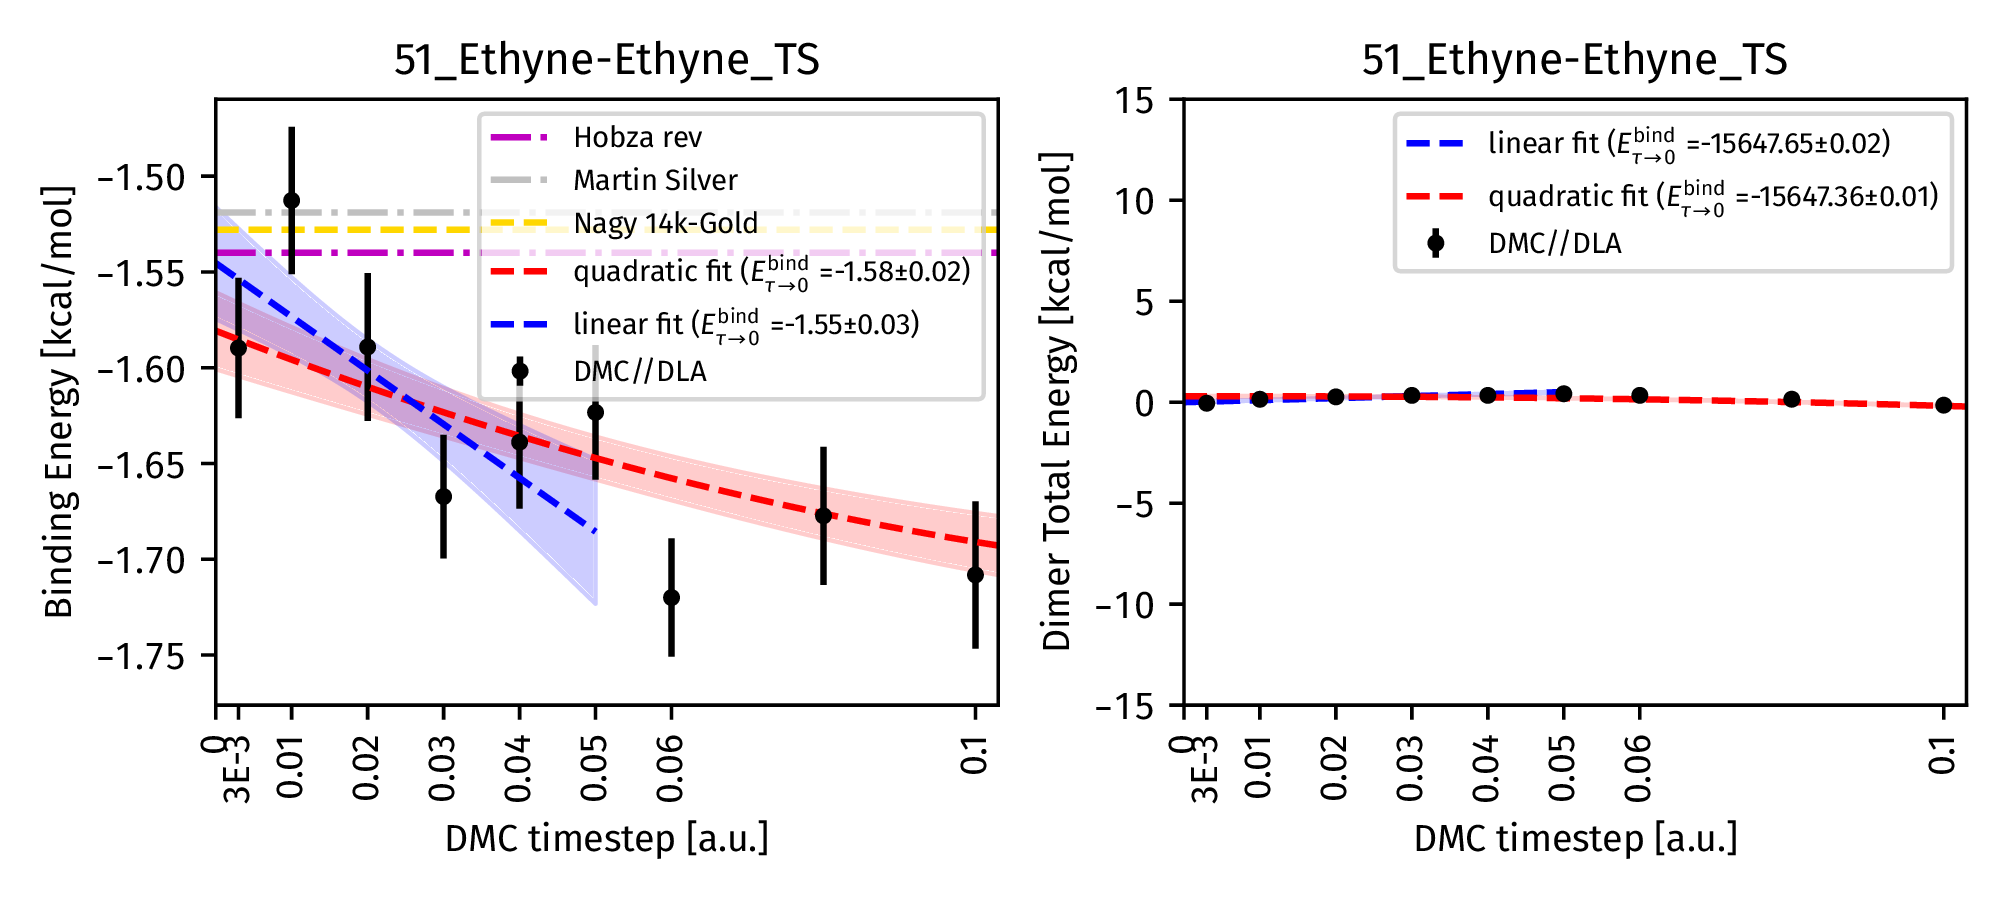 51_Ethyne-Ethyne_TS
Binding Energy [kcal/mol]
−1.50
−1.55
−1.60
−1.65
−1.70
−1.75
Hobza rev
Martin Silver
Nagy 14k-Gold
quadratic fit (E^bind_τ→0 =-1.58±0.02)
linear fit (E^bind_τ→0 =-1.55±0.03)
DMC//DLA
0
3E-3
0.01
0.02
0.03
0.04
0.05
0.06
0.1
DMC timestep [a.u.]
51_Ethyne-Ethyne_TS
Dimer Total Energy [kcal/mol]
15
10
5
0
−5
−10
−15
linear fit (E^bind_τ→0 =-15647.65±0.02)
quadratic fit (E^bind_τ→0 =-15647.36±0.01)
DMC//DLA
0
3E-3
0.01
0.02
0.03
0.04
0.05
0.06
0.1
DMC timestep [a.u.]